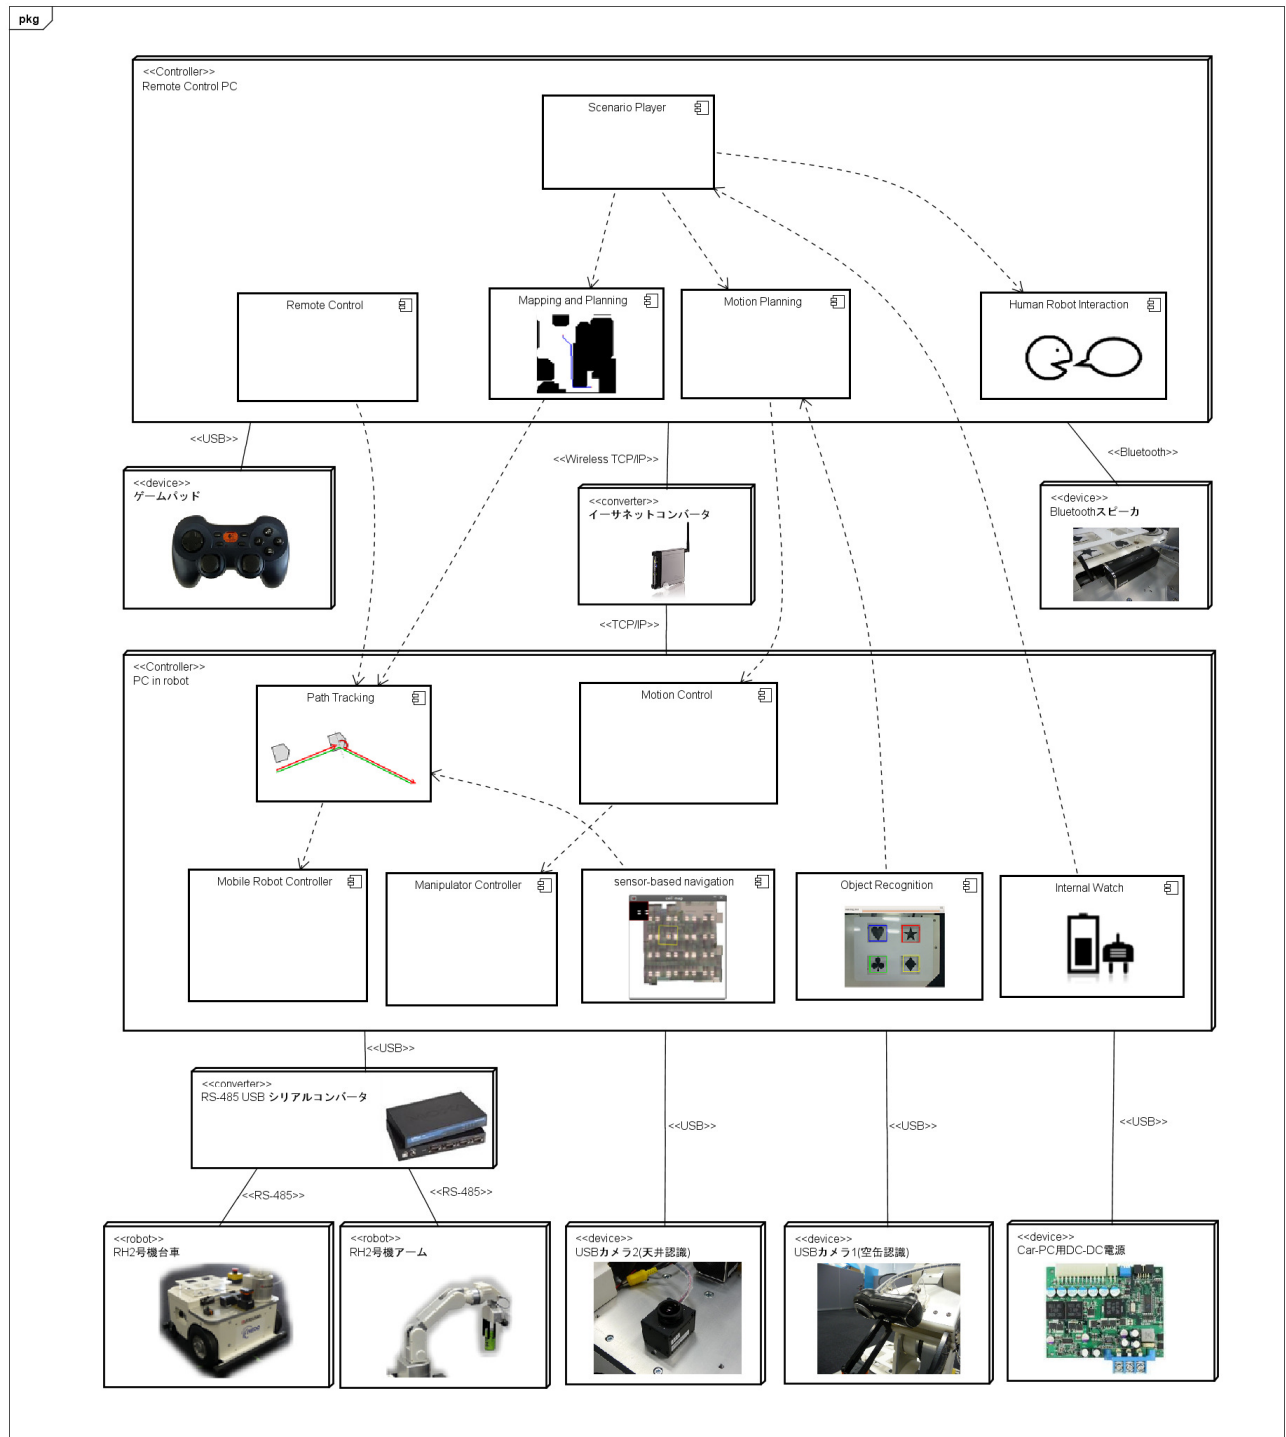 pkg
<<Controller>>
Remote Control PC
Scenario Player
Remote Control
Mapping and Planning
Motion Planning
Human Robot Interaction
<<USB>>
<<Wireless TCP/IP>>
<<Bluetooth>>
<<device>>
ゲームパッド
<<converter>>
イーサネットコンバータ
<<device>>
Bluetoothスピーカ
<<TCP/IP>>
<<Controller>>
PC in robot
Path Tracking
Motion Control
Mobile Robot Controller
Manipulator Controller
sensor-based navigation
Object Recognition
Internal Watch
<<USB>>
<<converter>>
RS-485 USB シリアルコンバータ
<<USB>>
<<USB>>
<<USB>>
<<RS-485>>
<<RS-485>>
<<robot>>
RH2号機台車
<<robot>>
RH2号機アーム
<<device>>
USBカメラ2(天井認識)
<<device>>
USBカメラ1(空缶認識)
<<device>>
Car-PC用DC-DC電源